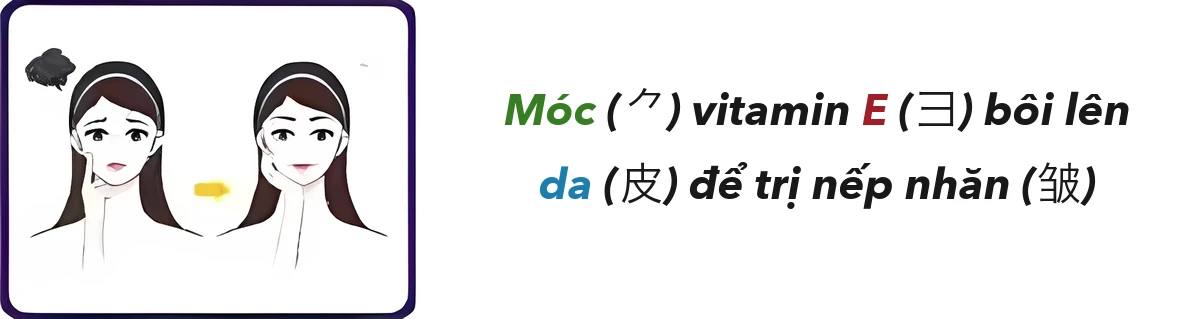 Móc (⺈) vitamin E (彐) bôi lên
da (皮) để trị nếp nhăn (皱)